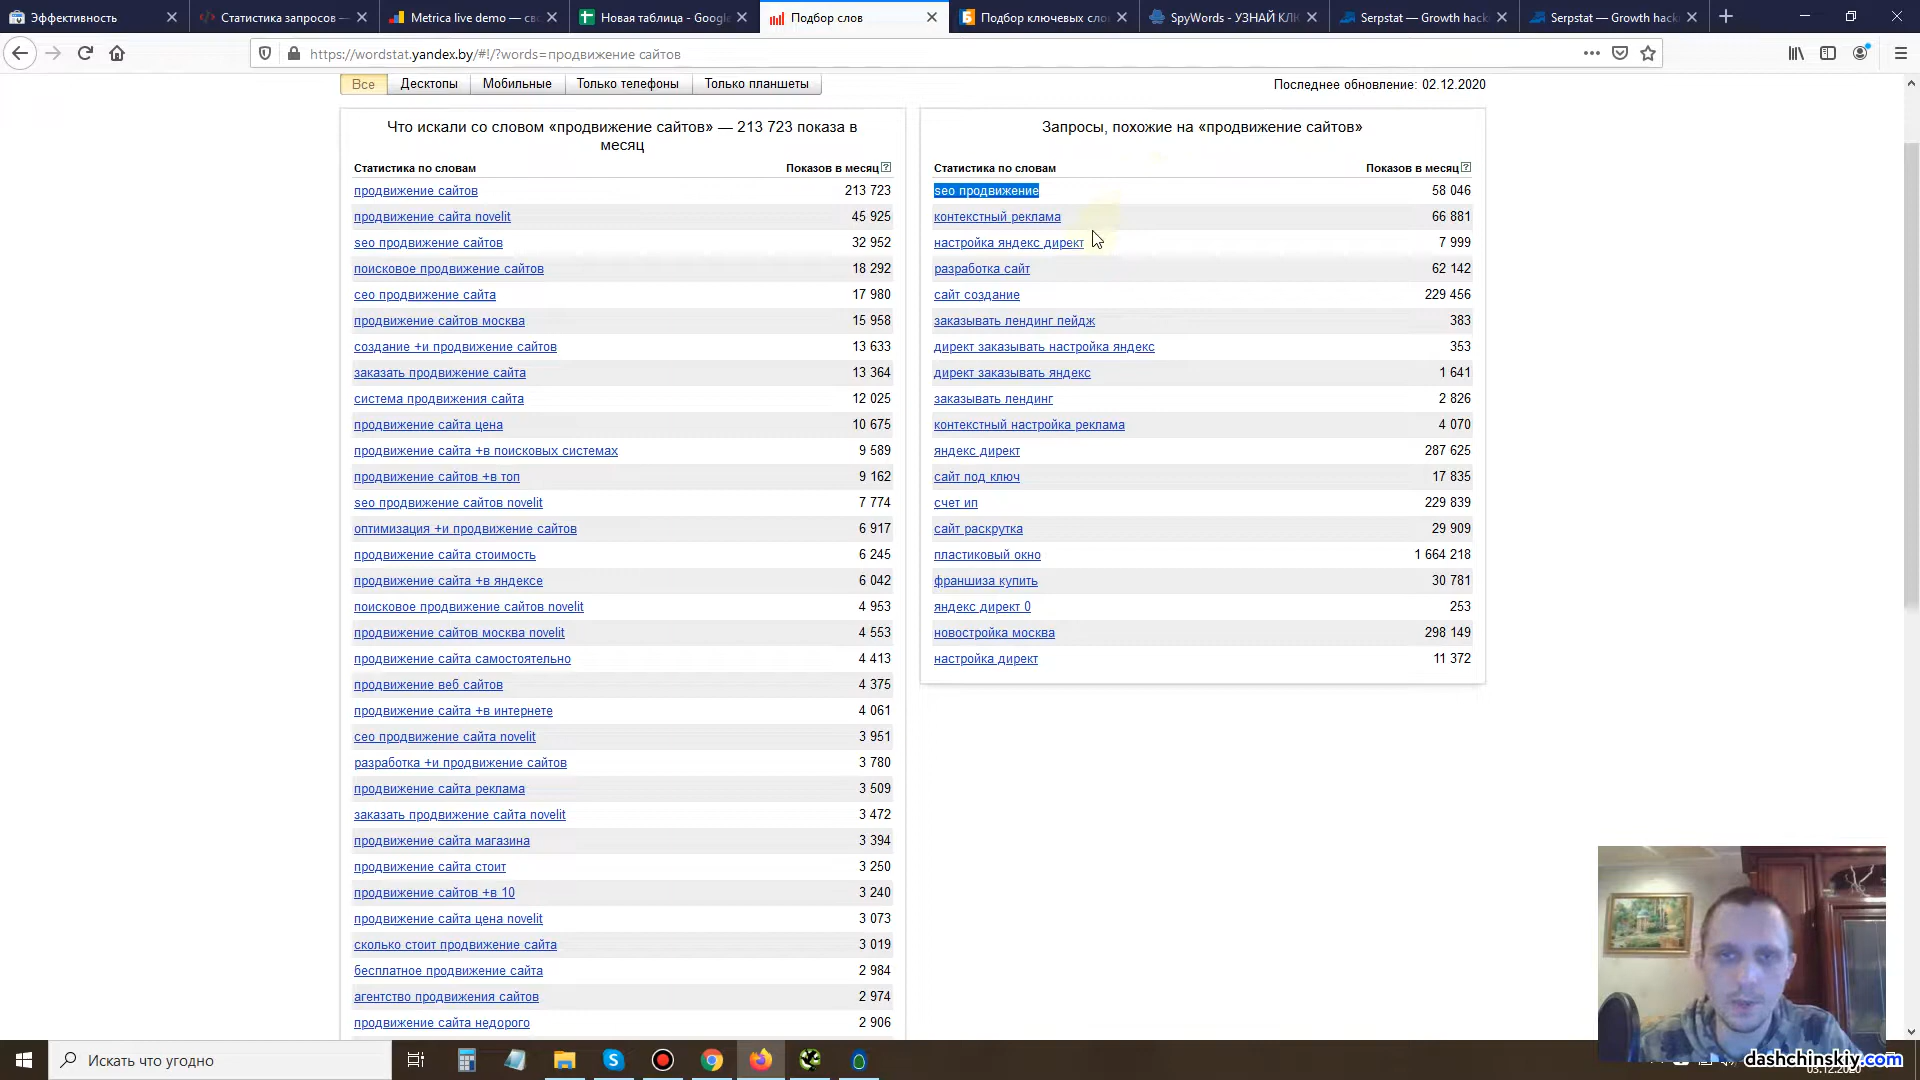 Эффективность
Статистика запросов —
Metrica live demo — св
Новая таблица - Google
Подбор слов
Подбор ключевых сло
SpyWords - УЗНАЙ КЛ
Serpstat — Growth hack
Serpstat — Growth hack
https://wordstat.yandex.by/#!/?words=продвижение сайтов
Все
Десктопы
Мобильные
Только телефоны
Только планшеты
Последнее обновление: 02.12.2020
Что искали со словом «продвижение сайтов» — 213 723 показа в
месяц
Статистика по словам Показов в месяц ?
продвижение сайтов 213 723
продвижение сайта novelit 45 925
seo продвижение сайтов 32 952
поисковое продвижение сайтов 18 292
сео продвижение сайта 17 980
продвижение сайтов москва 15 958
создание +и продвижение сайтов 13 633
заказать продвижение сайта 13 364
система продвижения сайта 12 025
продвижение сайта цена 10 675
продвижение сайта +в поисковых системах 9 589
продвижение сайтов +в топ 9 162
seo продвижение сайтов novelit 7 774
оптимизация +и продвижение сайтов 6 917
продвижение сайта стоимость 6 245
продвижение сайта +в яндексе 6 042
поисковое продвижение сайтов novelit 4 953
продвижение сайтов москва novelit 4 553
продвижение сайта самостоятельно 4 413
продвижение веб сайтов 4 375
продвижение сайта +в интернете 4 061
сео продвижение сайта novelit 3 951
разработка +и продвижение сайтов 3 780
продвижение сайта реклама 3 509
заказать продвижение сайта novelit 3 472
продвижение сайта магазина 3 394
продвижение сайта стоит 3 250
продвижение сайтов +в 10 3 240
продвижение сайта цена novelit 3 073
сколько стоит продвижение сайта 3 019
бесплатное продвижение сайта 2 984
агентство продвижения сайтов 2 974
продвижение сайта недорого 2 906
Запросы, похожие на «продвижение сайтов»
Статистика по словам Показов в месяц ?
seo продвижение 58 046
контекстный реклама 66 881
настройка яндекс директ 7 999
разработка сайт 62 142
сайт создание 229 456
заказывать лендинг пейдж 383
директ заказывать настройка яндекс 353
директ заказывать яндекс 1 641
заказывать лендинг 2 826
контекстный настройка реклама 4 070
яндекс директ 287 625
сайт под ключ 17 835
счет ип 229 839
сайт раскрутка 29 909
пластиковый окно 1 664 218
франшиза купить 30 781
яндекс директ 0 253
новостройка москва 298 149
настройка директ 11 372
Искать что угодно
dashchinskiy.com
03.12.2020